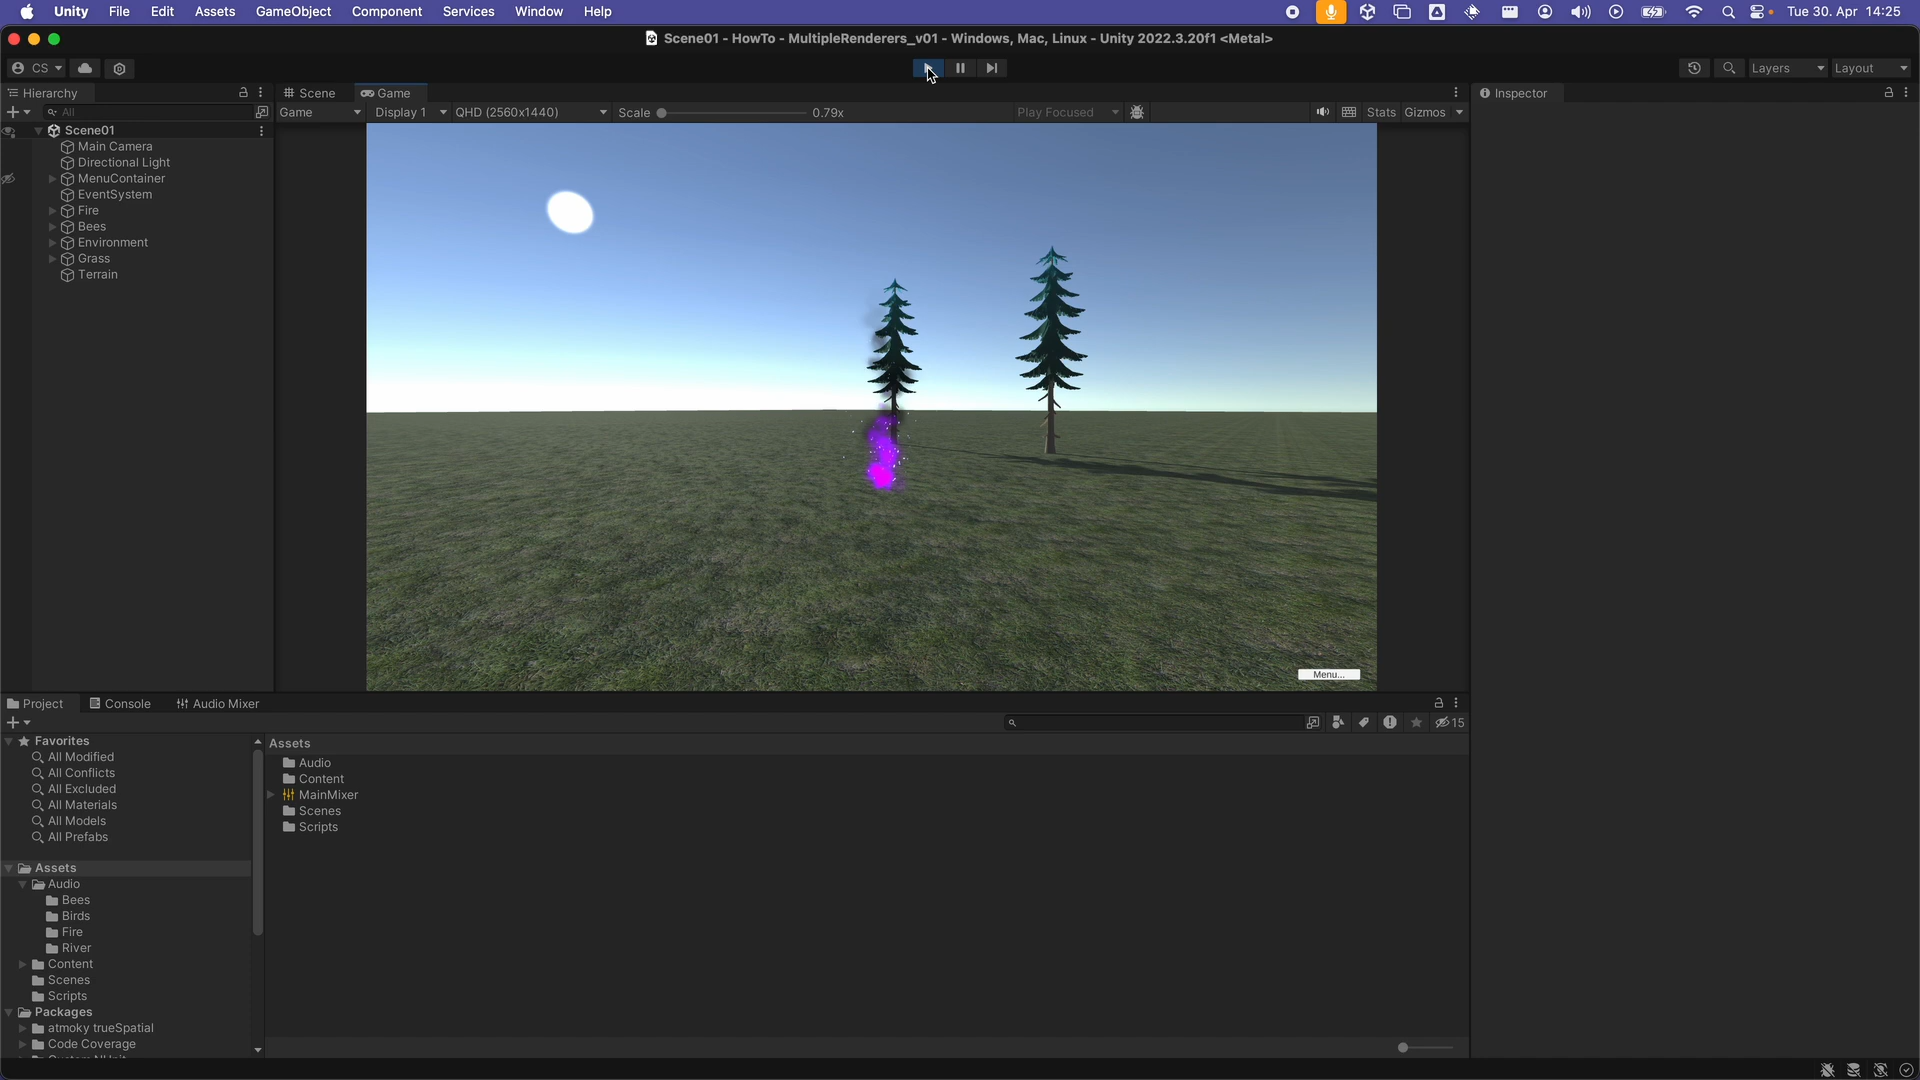 Unity File Edit Assets GameObject Component Services Window Help Tue 30. Apr 14:25
Scene01 - HowTo - MultipleRenderers_v01 - Windows, Mac, Linux - Unity 2022.3.20f1 <Metal>
CS Layers Layout
Hierarchy Scene Game Inspector
All Game Display 1 QHD (2560x1440) Scale 0.79x Play Focused Stats Gizmos
Scene01
Main Camera
Directional Light
MenuContainer
EventSystem
Fire
Bees
Environment
Grass
Terrain
Menu...
Project Console Audio Mixer
15
Favorites
All Modified
All Conflicts
All Excluded
All Materials
All Models
All Prefabs
Assets
Audio
Bees
Birds
Fire
River
Content
Scenes
Scripts
Packages
atmoky trueSpatial
Code Coverage
Assets
Audio
Content
MainMixer
Scenes
Scripts